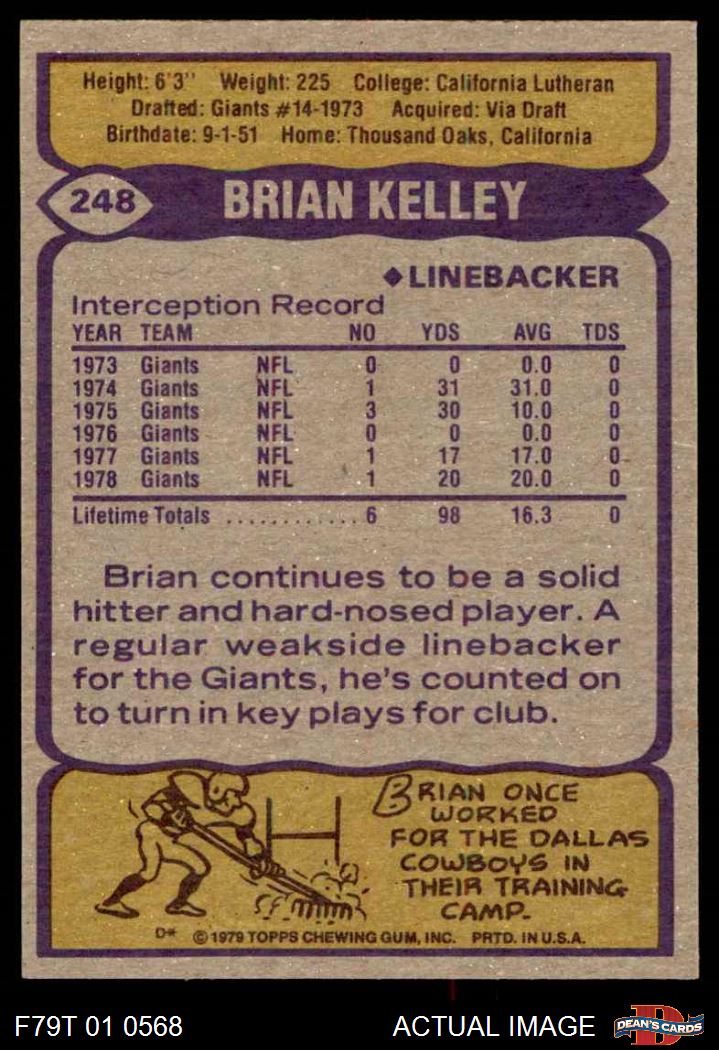 Height: 6'3" Weight: 225 College: California Lutheran
Drafted: Giants #14-1973 Acquired: Via Draft
Birthdate: 9-1-51 Home: Thousand Oaks, California
248 BRIAN KELLEY
◆LINEBACKER
Interception Record
YEAR TEAM NO YDS AVG TDS
1973 Giants NFL 0 0 0.0 0
1974 Giants NFL 1 31 31.0 0
1975 Giants NFL 3 30 10.0 0
1976 Giants NFL 0 0 0.0 0
1977 Giants NFL 1 17 17.0 0
1978 Giants NFL 1 20 20.0 0
Lifetime Totals ............ 6 98 16.3 0
Brian continues to be a solid
hitter and hard-nosed player. A
regular weakside linebacker
for the Giants, he's counted on
to turn in key plays for club.
BRIAN ONCE
WORKED
FOR THE DALLAS
COWBOYS IN
THEIR TRAINING
CAMP.
D* © 1979 TOPPS CHEWING GUM, INC. PRTD. IN U.S.A.
F79T 01 0568 ACTUAL IMAGE DEAN'S CARDS